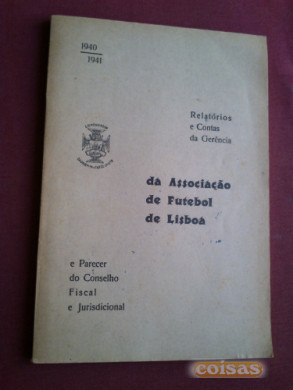 1940
1941
Relatórios
e Contas
da Gerência
da Associação
de Futebol
de Lisboa
e Parecer
do Conselho
Fiscal
e Jurisdicional
coisas